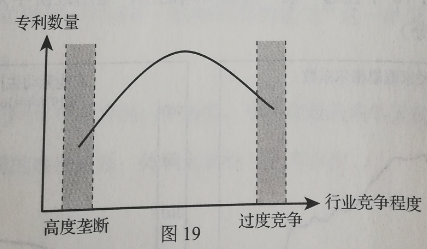 专利数量
行业竞争程度
高度垄断
过度竞争
图 19